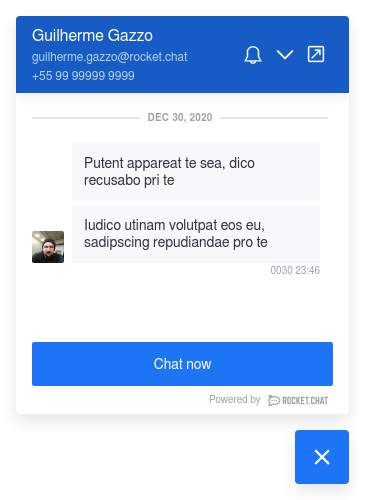 Guilherme Gazzo
guilherme.gazzo@rocket.chat
+55 99 99999 9999
DEC 30, 2020
Putent appareat te sea, dico
recusabo pri te
Iudico utinam volutpat eos eu,
sadipscing repudiandae pro te
0030 23:46
Chat now
Powered by ROCKET.CHAT